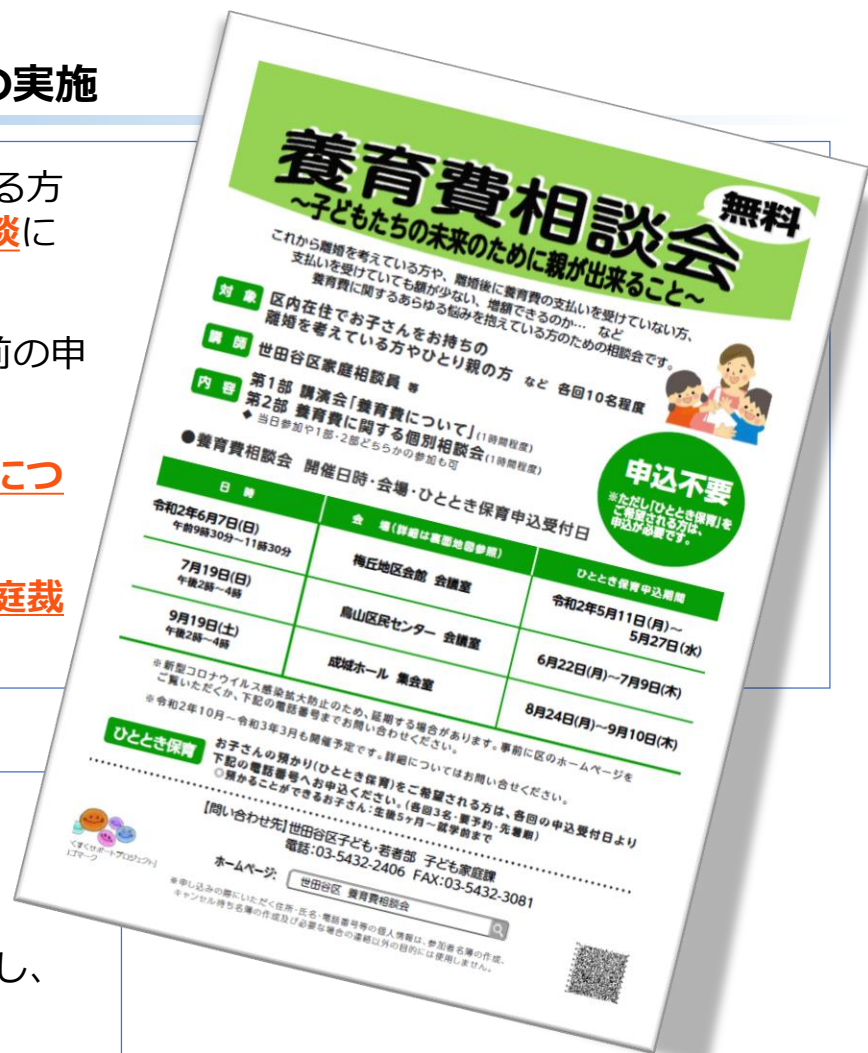 の実施
る方
談に
前の申
につ
庭裁
し、
養育費相談会
無料
～子どもたちの未来のために親が出来ること～
これから離婚を考えている方や、離婚後に養育費の支払いを受けていない方、
支払いを受けていても額が少ない、増額できるのか… など
養育費に関するあらゆる悩みを抱えている方のための相談会です。
対 象
区内在住でお子さんをお持ちの
離婚を考えている方やひとり親の方 など 各回10名程度
講 師
世田谷区家庭相談員 等
内 容
第1部 講演会「養育費について」(1時間程度)
第2部 養育費に関する個別相談会(1時間程度)
◆ 当日参加や1部・2部どちらかの参加も可
申込不要
※ただし「ひととき保育」を
ご希望される方は、
申込が必要です。
●養育費相談会 開催日時・会場・ひととき保育申込受付日
日 時
会 場(詳細は裏面地図参照)
ひととき保育申込期間
令和2年6月7日(日)
午前9時30分～11時30分
梅丘地区会館 会議室
令和2年5月11日(月)～
5月27日(水)
7月19日(日)
午後2時～4時
烏山区民センター 会議室
6月22日(月)～7月9日(木)
9月19日(土)
午後2時～4時
成城ホール 集会室
8月24日(月)～9月10日(木)
※新型コロナウイルス感染拡大防止のため、延期する場合があります。事前に区のホームページを
ご覧いただくか、下記の電話番号までお問い合わせください。
※令和2年10月～令和3年3月も開催予定です。詳細についてはお問い合せください。
ひととき保育
お子さんの預かり(ひととき保育)をご希望される方は、各回の申込受付日より
下記の電話番号へお申込ください。(各回3名・要予約・先着順)
○預かることができるお子さん：生後5ヶ月～就学前まで
【問い合わせ先】世田谷区子ども・若者部 子ども家庭課
電話：03-5432-2406 FAX：03-5432-3081
ホームページ：
世田谷区 養育費相談会
※申し込みの際にいただく住所・氏名・電話番号等の個人情報は、参加者名簿の作成、
キャンセル待ち名簿の作成及び必要な場合の連絡以外の目的には使用しません。